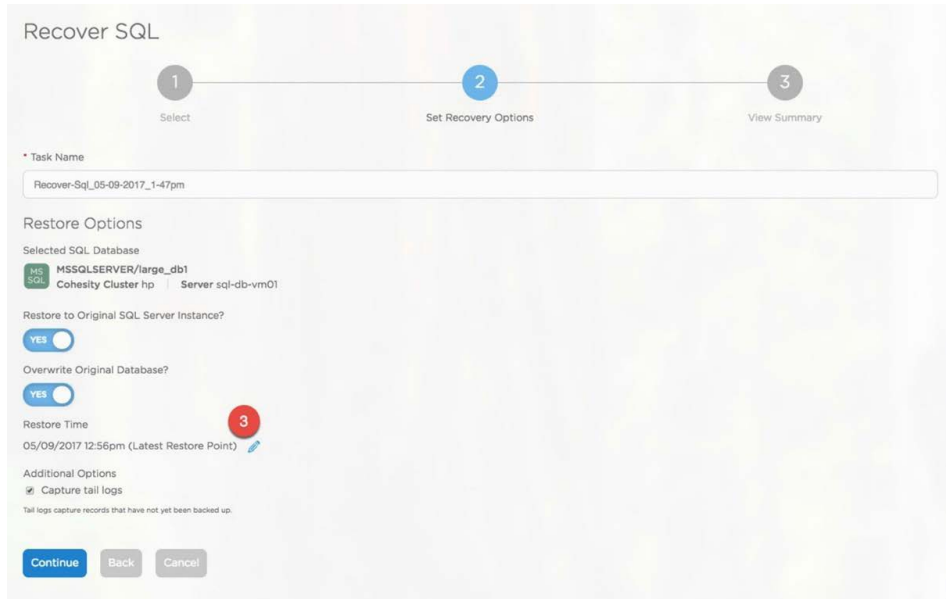 Recover SQL
1
2
3
Select
Set Recovery Options
View Summary
* Task Name
Recover-Sql_05-09-2017_1-47pm
Restore Options
Selected SQL Database
MS SQL
MSSQLSERVER/large_db1
Cohesity Cluster hp | Server sql-db-vm01
Restore to Original SQL Server Instance?
YES
Overwrite Original Database?
YES
Restore Time
3
05/09/2017 12:56pm (Latest Restore Point)
Additional Options
Capture tail logs
Tail logs capture records that have not yet been backed up.
Continue Back Cancel